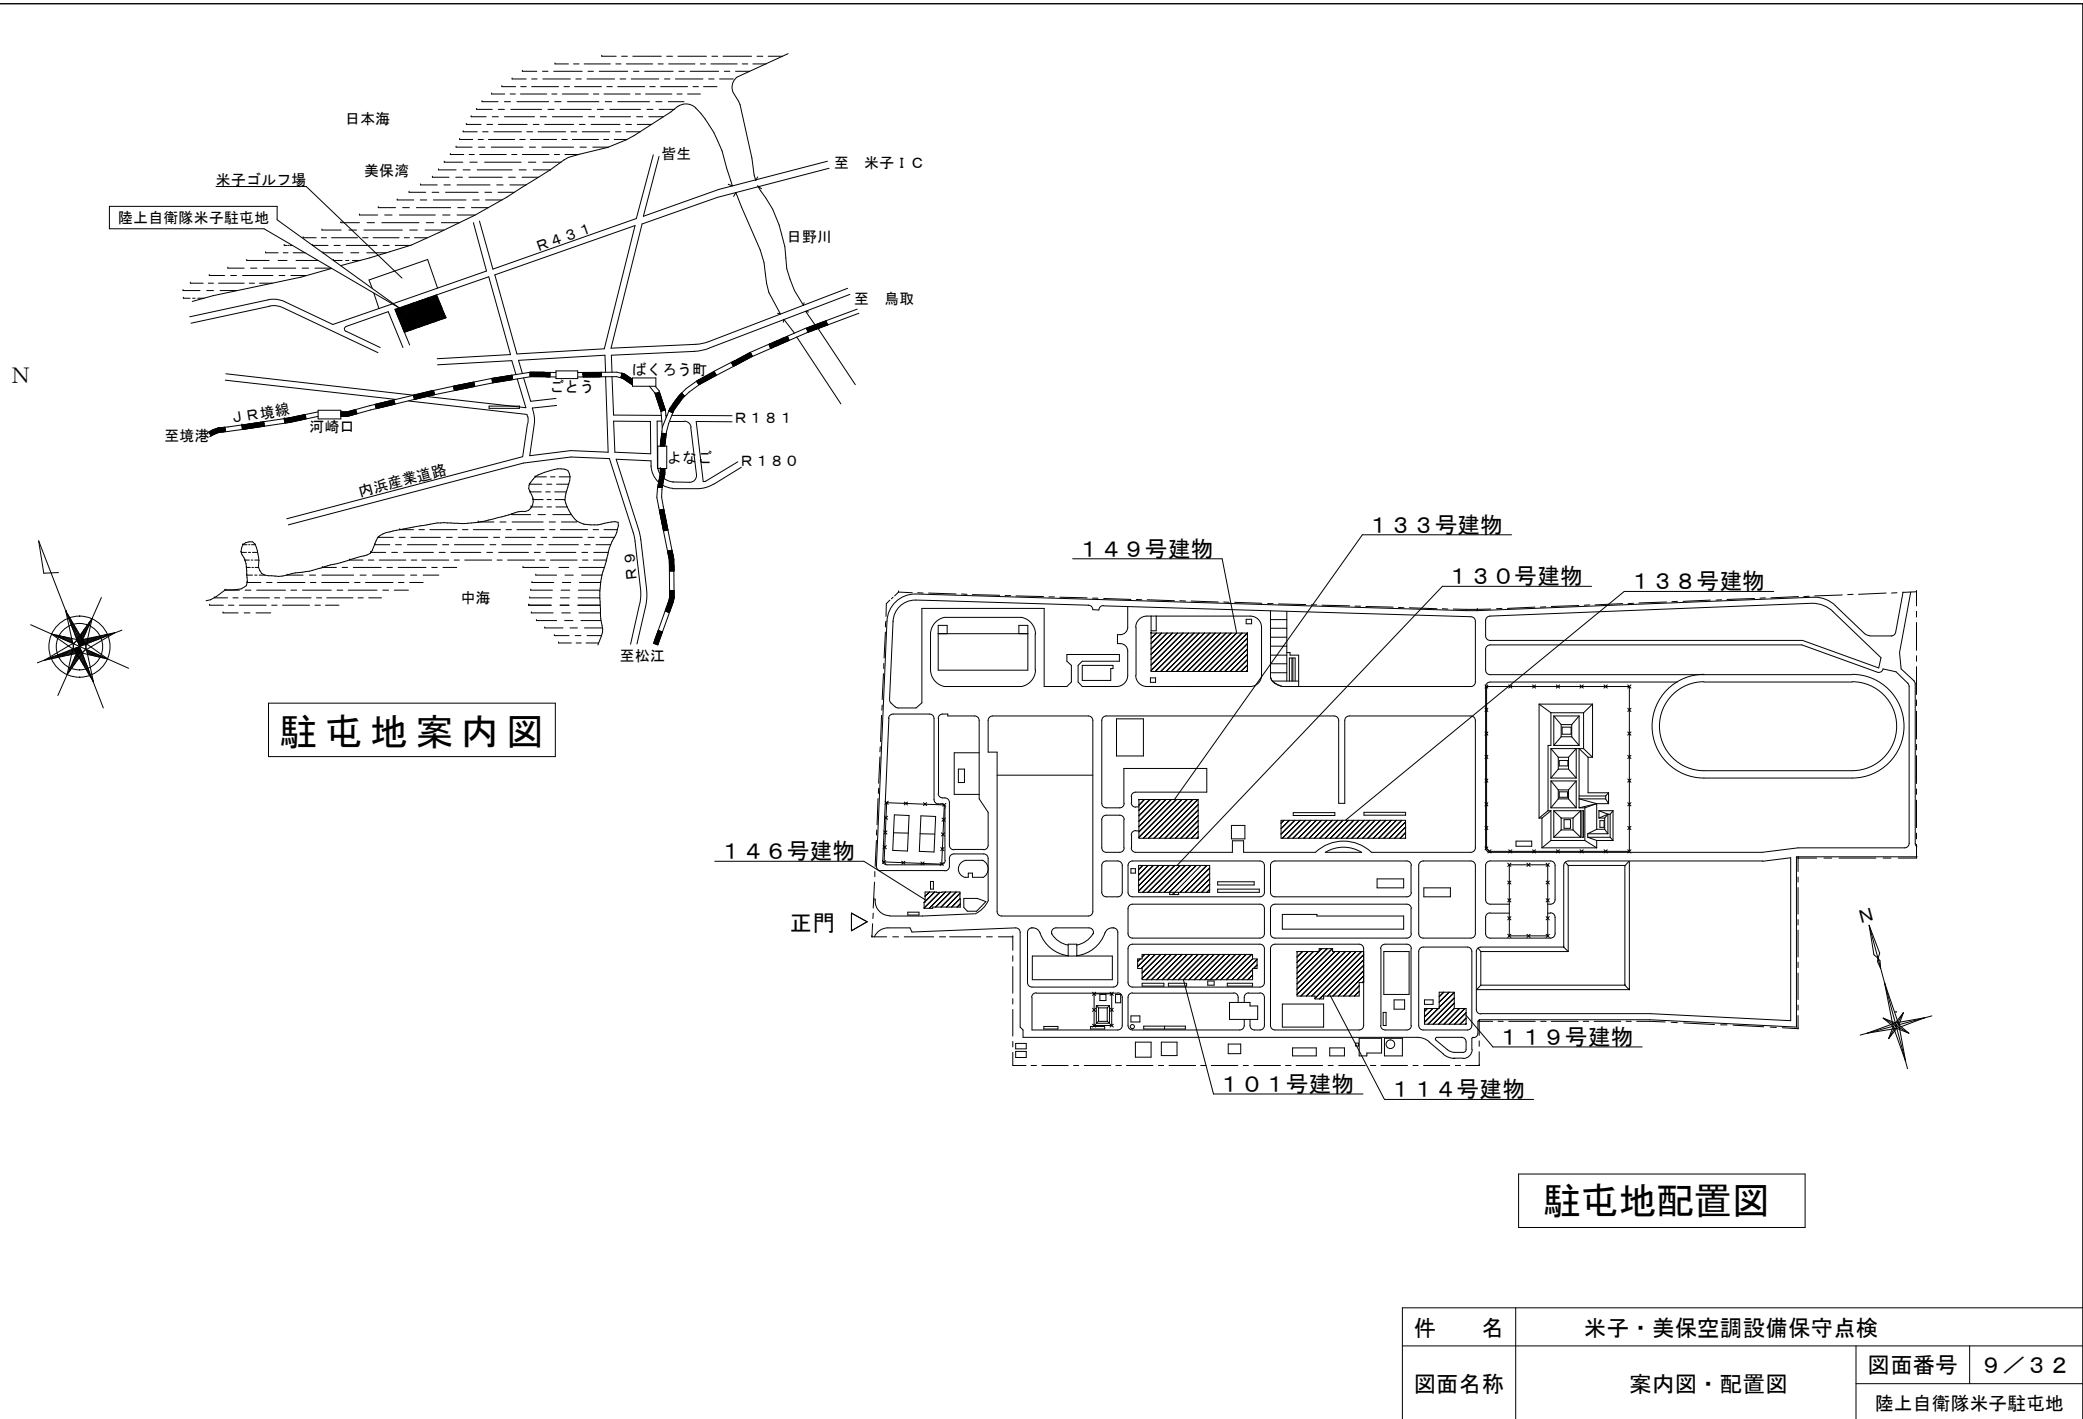 日本海
皆生
至　米子ＩＣ
美保湾
米子ゴルフ場
陸上自衛隊米子駐屯地
Ｒ４３１
日野川
至　鳥取
N
ばくろう町
ごとう
ＪＲ境線
河崎口
Ｒ１８１
至境港
よなご
Ｒ１８０
内浜産業道路
Ｒ９
中海
至松江
駐屯地案内図
１３３号建物
１４９号建物
１３０号建物
１３８号建物
１４６号建物
正門
N
１１９号建物
１０１号建物
１１４号建物
駐屯地配置図
件　名　米子・美保空調設備保守点検
図面名称　案内図・配置図
図面番号　９／３２
陸上自衛隊米子駐屯地